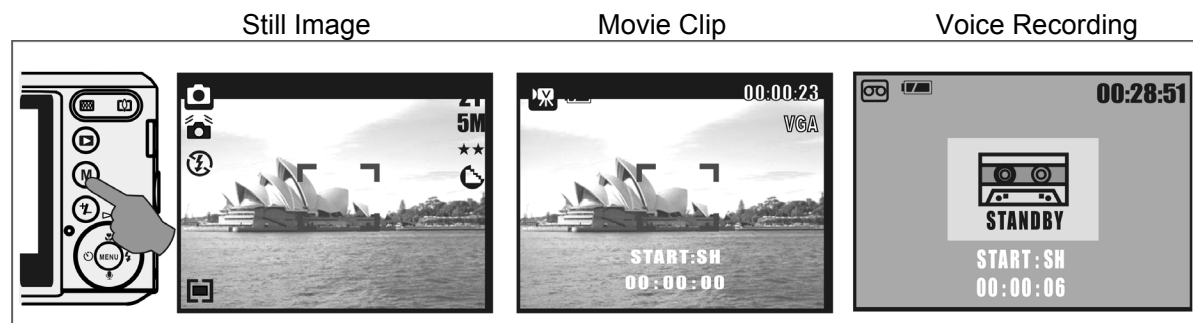 Still Image
Movie Clip
Voice Recording
M
MENU
5M
★★
00:00:23
VGA
START:SH
00:00:00
00:28:51
STANDBY
START:SH
00:00:06